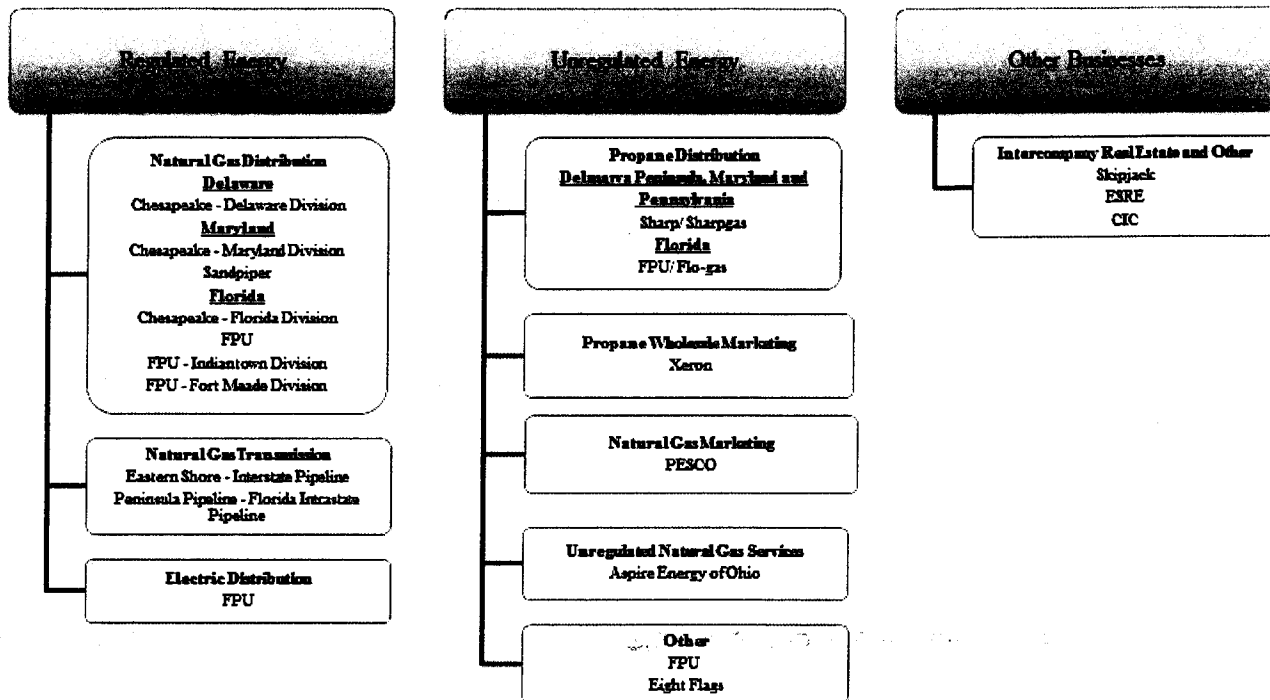 Regulated Energy
Natural Gas Distribution
Delaware
Chesapeake - Delaware Division
Maryland
Chesapeake - Maryland Division
Sandpiper
Florida
Chesapeake - Florida Division
FPU
FPU - Indiantown Division
FPU - Fort Meade Division
Natural Gas Transmission
Eastern Shore - Interstate Pipeline
Peninsula Pipeline - Florida Intrastate
Pipeline
Electric Distribution
FPU
Unregulated Energy
Propane Distribution
Delmarva Peninsula, Maryland and
Pennsylvania
Sharp/ Sharpgas
Florida
FPU/ Flo-gas
Propane Wholesale Marketing
Xeron
Natural Gas Marketing
PESCO
Unregulated Natural Gas Services
Aspire Energy of Ohio
Other
FPU
Eight Flags
Other Businesses
Intercompany Real Estate and Other
Skipjack
ESRE
CIC